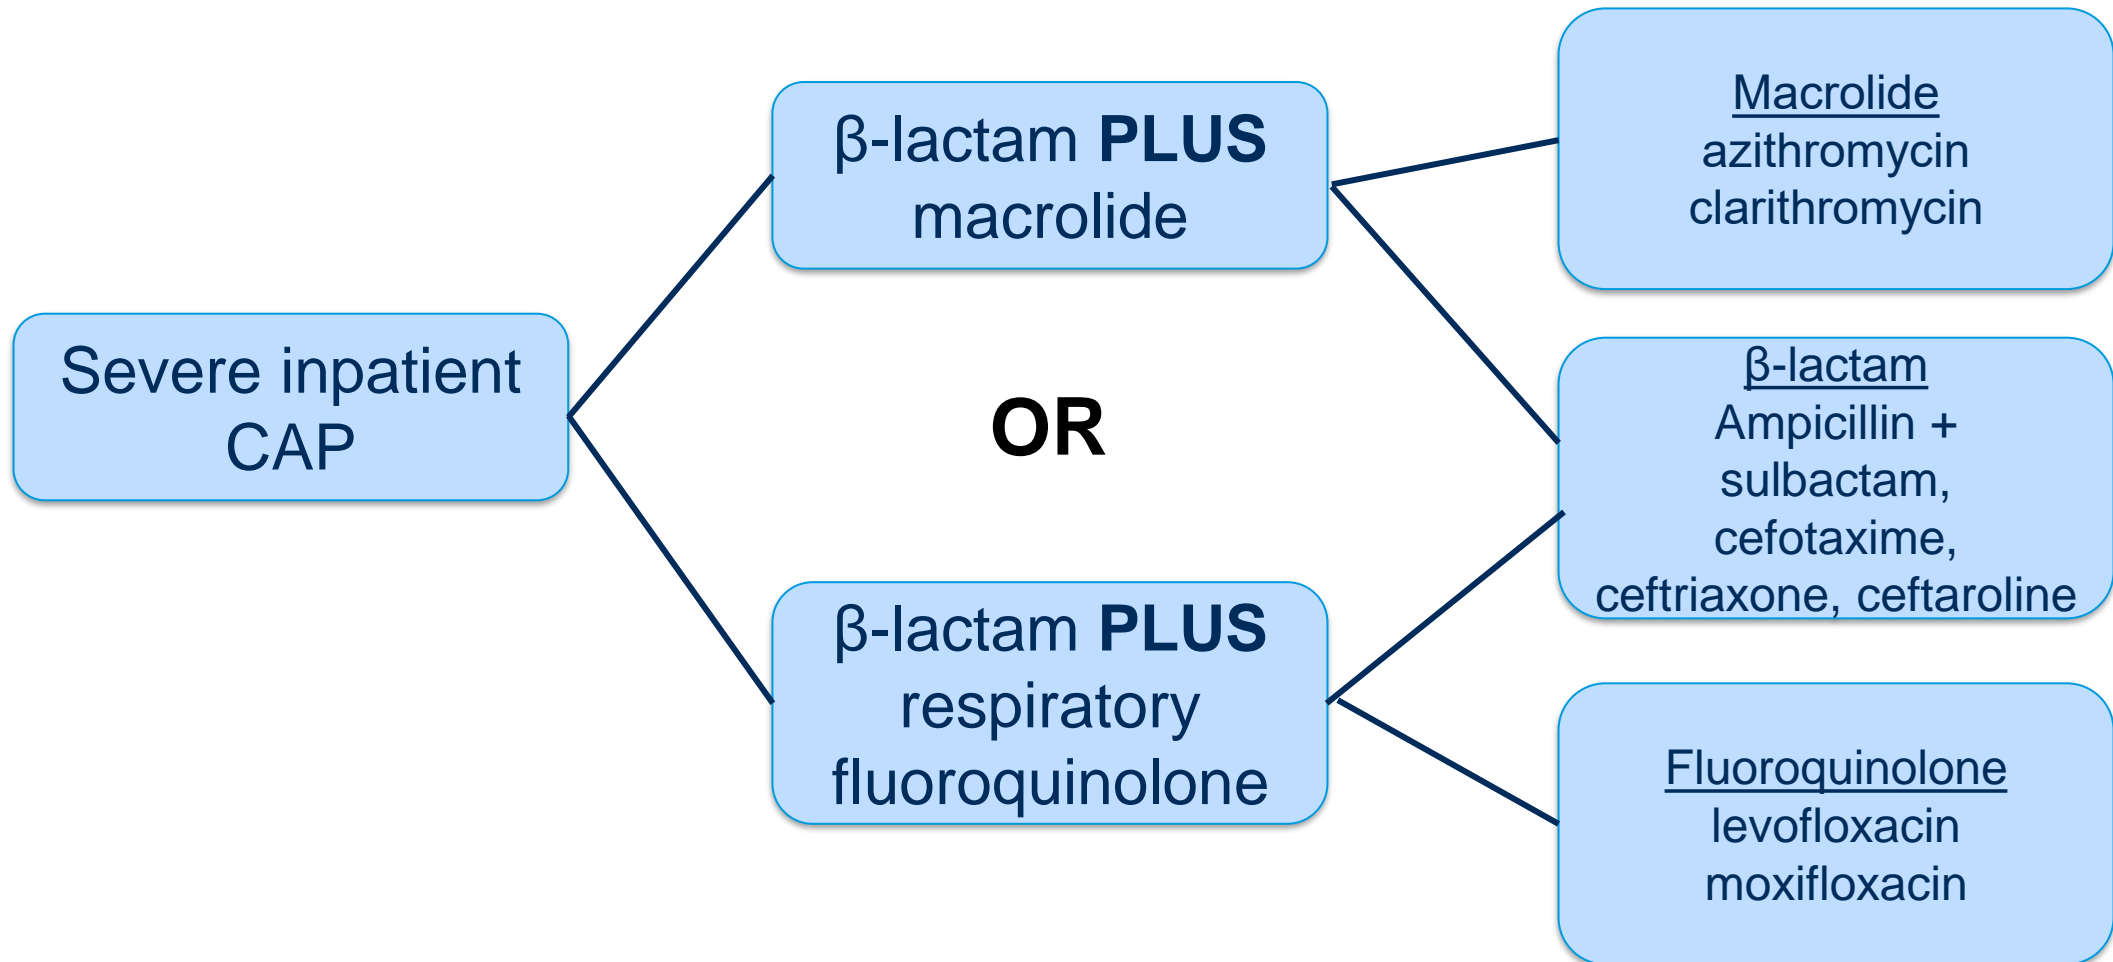 Severe inpatient
CAP
β-lactam PLUS
macrolide
OR
β-lactam PLUS
respiratory
fluoroquinolone
Macrolide
azithromycin
clarithromycin
β-lactam
Ampicillin +
sulbactam,
cefotaxime,
ceftriaxone, ceftaroline
Fluoroquinolone
levofloxacin
moxifloxacin